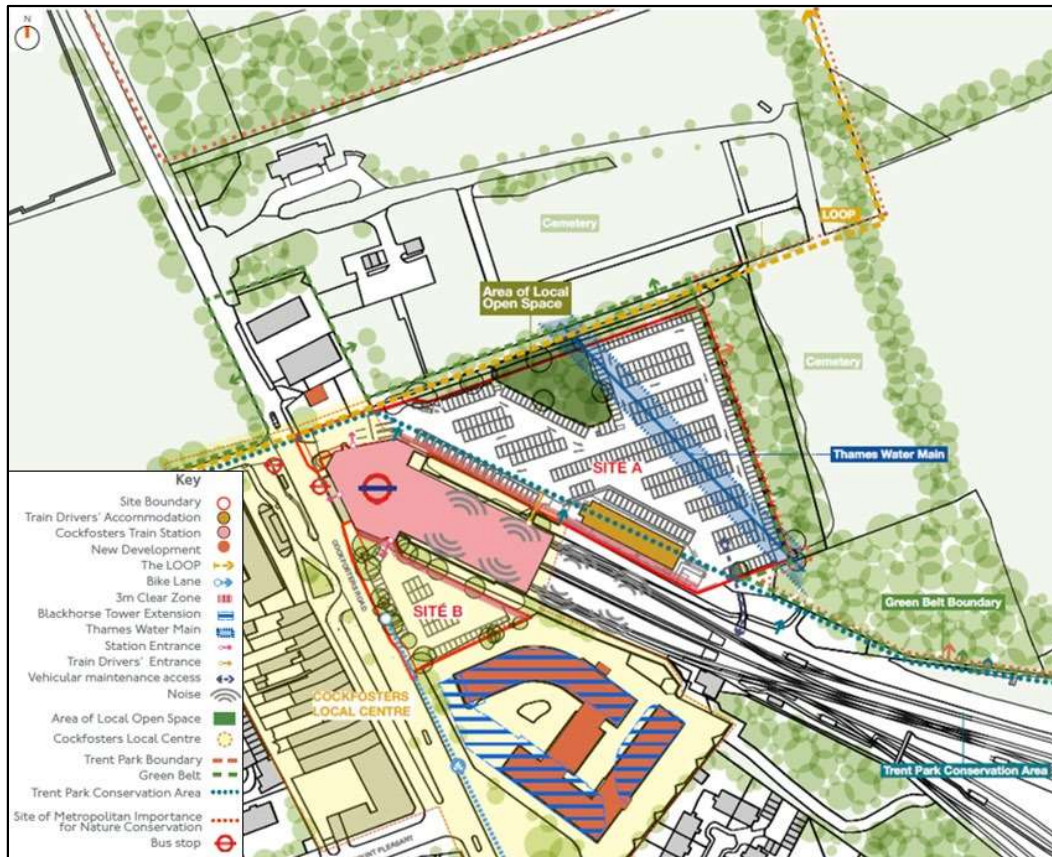 N
Cemetery
LOOP
Area of Local
Open Space
Cemetery
Thames Water Main
SITE A
COCKFOSTERS ROAD
SITE B
Green Belt Boundary
COCKFOSTERS
LOCAL CENTRE
Trent Park Conservation Area
MOUNT PLEASANT
Key
Site Boundary
Train Drivers' Accommodation
Cockfosters Train Station
New Development
The LOOP
Bike Lane
3m Clear Zone
Blackhorse Tower Extension
Thames Water Main
Station Entrance
Train Drivers' Entrance
Vehicular maintenance access
Noise
Area of Local Open Space
Cockfosters Local Centre
Trent Park Boundary
Green Belt
Trent Park Conservation Area
Site of Metropolitan Importance
for Nature Conservation
Bus stop